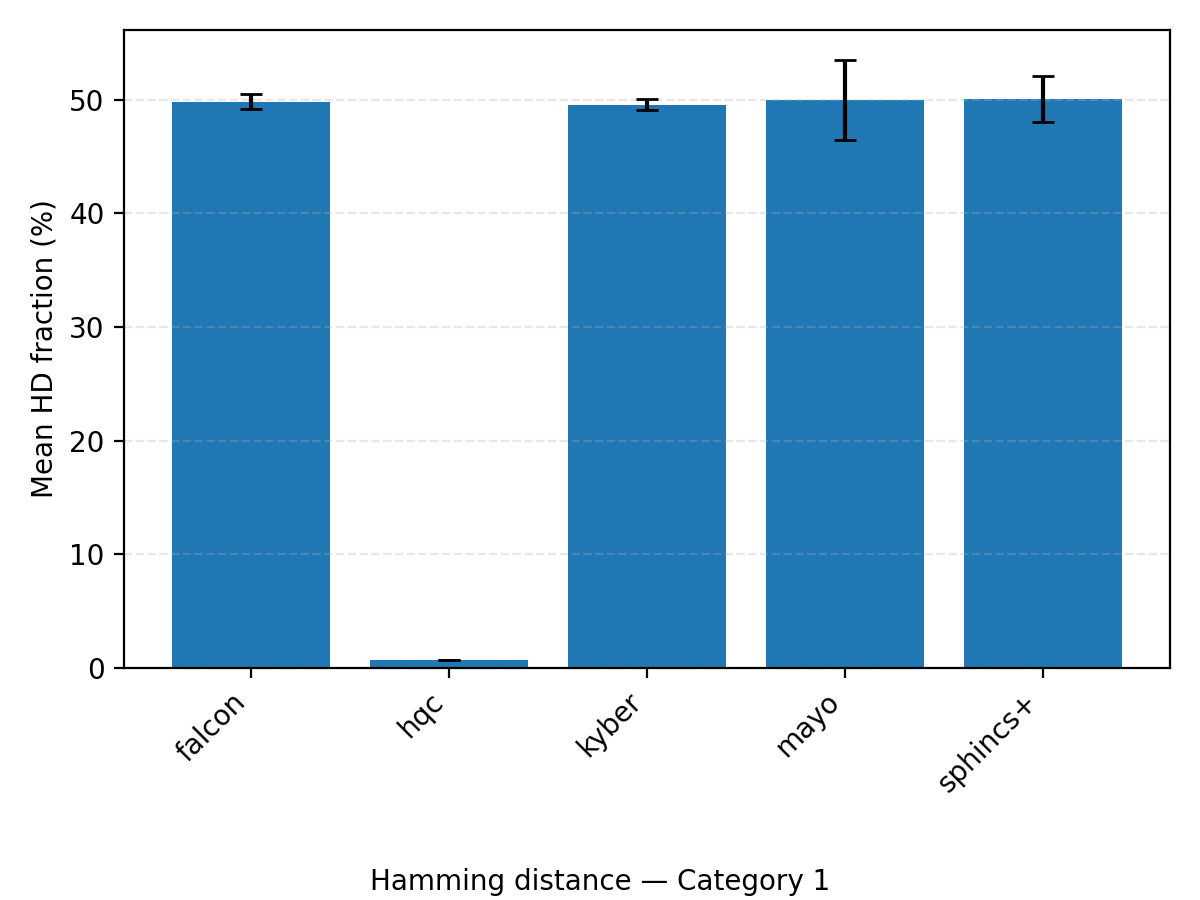 Mean HD fraction (%)
50
40
30
20
10
0
falcon
hqc
kyber
mayo
sphincs+
Hamming distance — Category 1